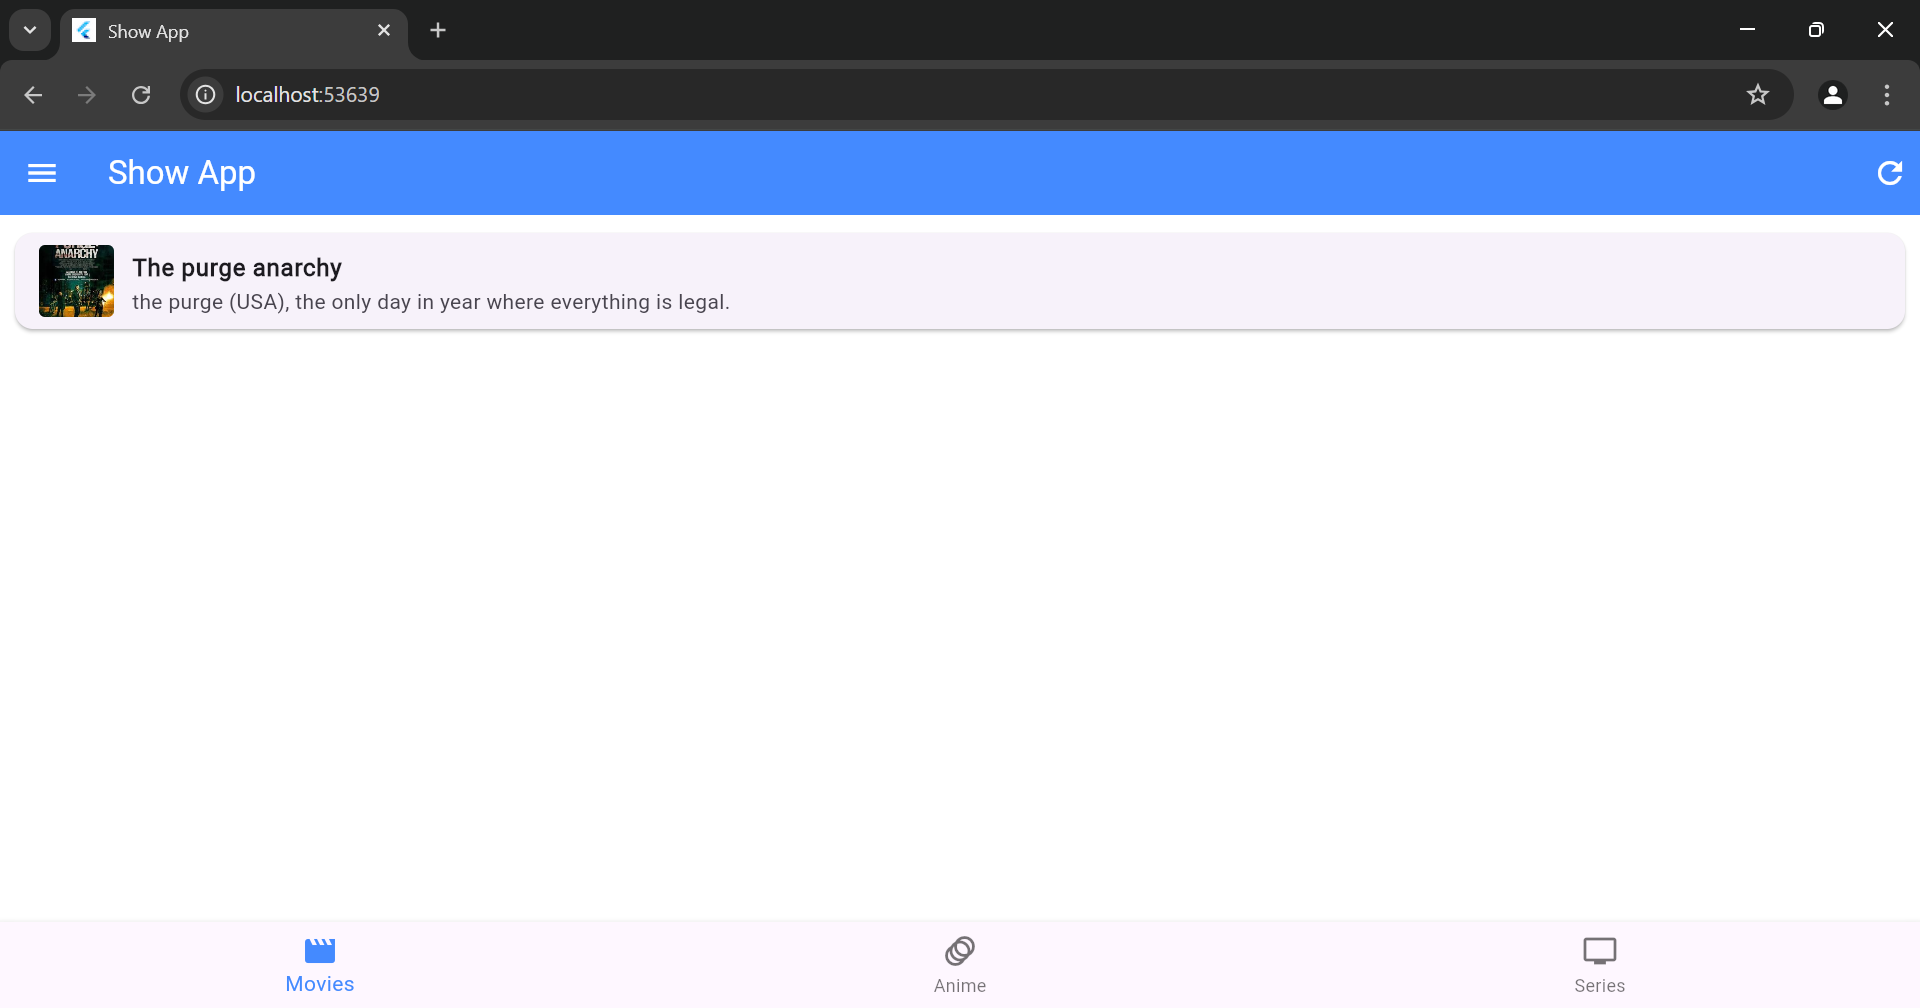 Show App
localhost:53639
Show App
ANARCHY
The purge anarchy
the purge (USA), the only day in year where everything is legal.
Movies
Anime
Series